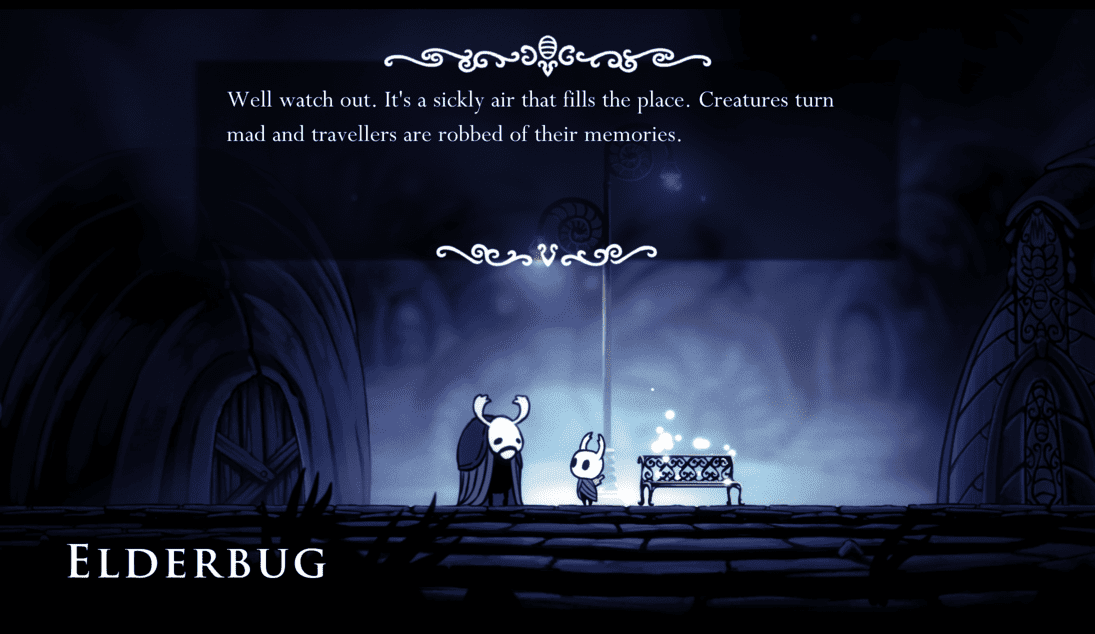 Well watch out. It's a sickly air that fills the place. Creatures turn
mad and travellers are robbed of their memories.
ELDERBUG